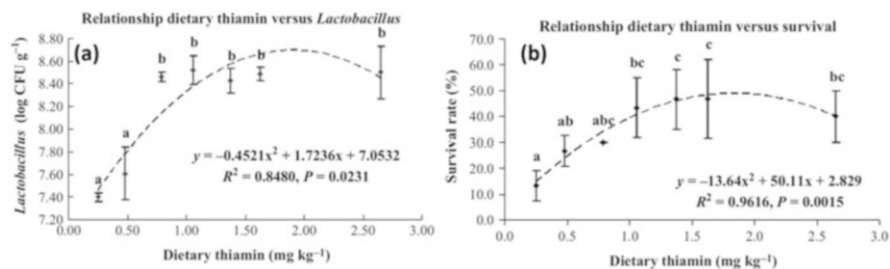 Relationship dietary thiamin versus Lactobacillus
(a)
Lactobacillus (log CFU g⁻¹)
8.80
8.60
8.40
8.20
8.00
7.80
7.60
7.40
7.20
a
a
b
b
b
b
b
y = –0.4521x² + 1.7236x + 7.0532
R² = 0.8480, P = 0.0231
0.00 0.50 1.00 1.50 2.00 2.50 3.00
Dietary thiamin (mg kg⁻¹)
Relationship dietary thiamin versus survival
(b)
Survival rate (%)
70.0
60.0
50.0
40.0
30.0
20.0
10.0
0.0
a
ab
abc
bc
c
c
bc
y = –13.64x² + 50.11x + 2.829
R² = 0.9616, P = 0.0015
0.0 0.5 1.0 1.5 2.0 2.5 3.0
Dietary thiamin (mg kg⁻¹)